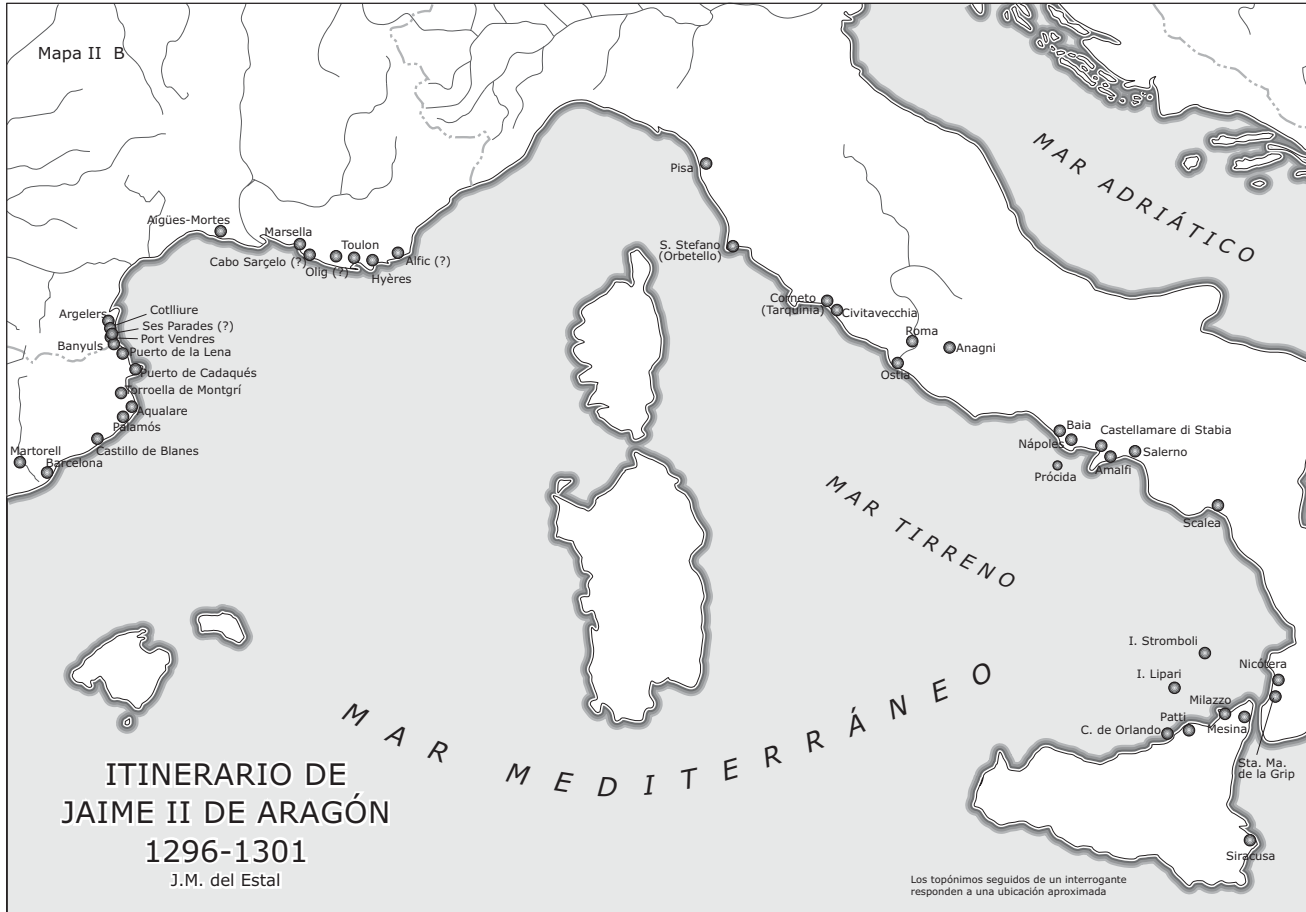 Mapa II B
MAR ADRIÁTICO
Pisa
Aigües-Mortes
Marsella
Toulon
Cabo Sarçelo (?)
Olig (?)
Hyères
Alfic (?)
S. Stefano
(Orbetello)
Corneto
(Tarquinia)
Civitavecchia
Roma
Anagni
Ostia
Argelers
Cotlliure
Ses Parades (?)
Port Vendres
Banyuls
Puerto de la Lena
Puerto de Cadaqués
Torroella de Montgrí
Aqualare
Palamós
Castillo de Blanes
Martorell
Barcelona
Baia
Nápoles
Castellamare di Stabia
Salerno
Amalfi
Prócida
Scalea
MAR TIRRENO
I. Stromboli
I. Lipari
Nicótera
Milazzo
Patti
Mesina
C. de Orlando
Sta. Ma.
de la Grip
Siracusa
MAR MEDITERRÁNEO
ITINERARIO DE
JAIME II DE ARAGÓN
1296-1301
J.M. del Estal
Los topónimos seguidos de un interrogante
responden a una ubicación aproximada